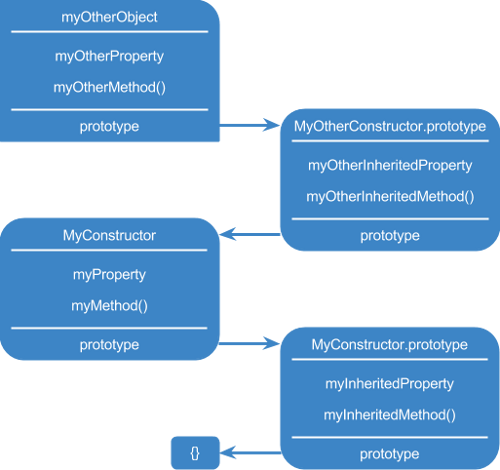 myOtherObject
myOtherProperty
myOtherMethod()
prototype
MyOtherConstructor.prototype
myOtherInheritedProperty
myOtherInheritedMethod()
prototype
MyConstructor
myProperty
myMethod()
prototype
MyConstructor.prototype
myInheritedProperty
myInheritedMethod()
prototype
{}